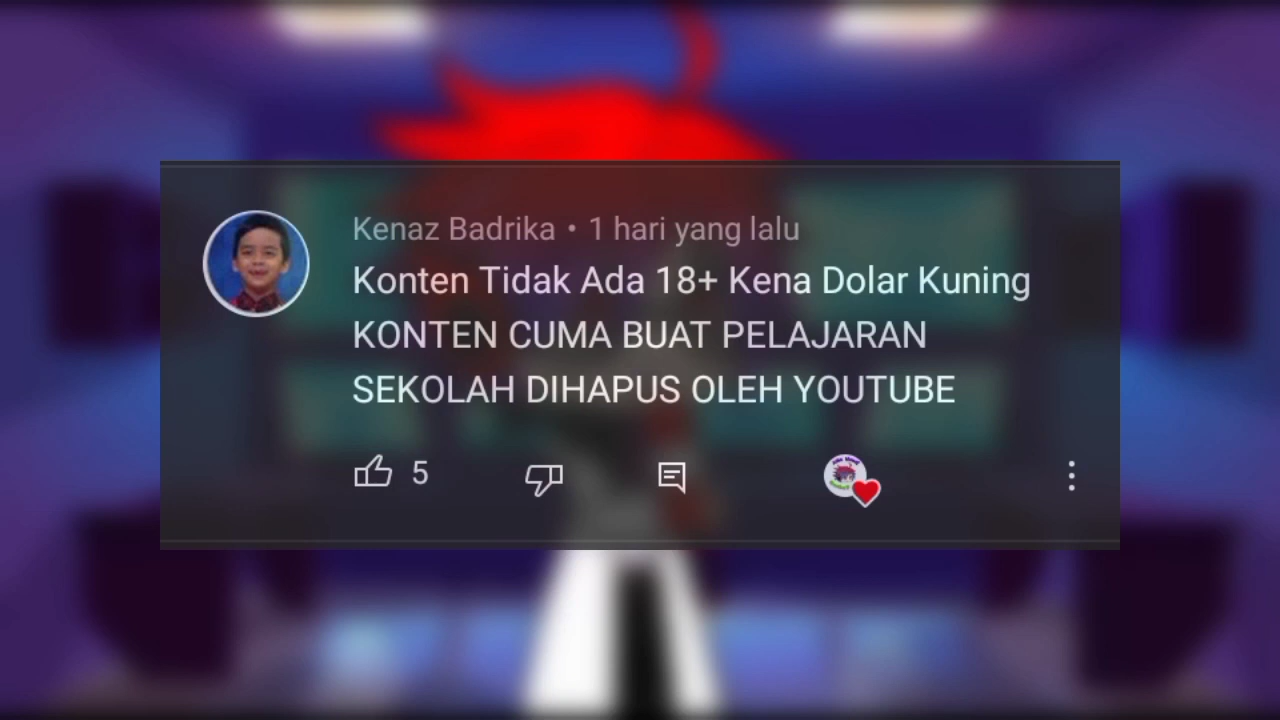 Kenaz Badrika • 1 hari yang lalu
Konten Tidak Ada 18+ Kena Dolar Kuning
KONTEN CUMA BUAT PELAJARAN
SEKOLAH DIHAPUS OLEH YOUTUBE
5